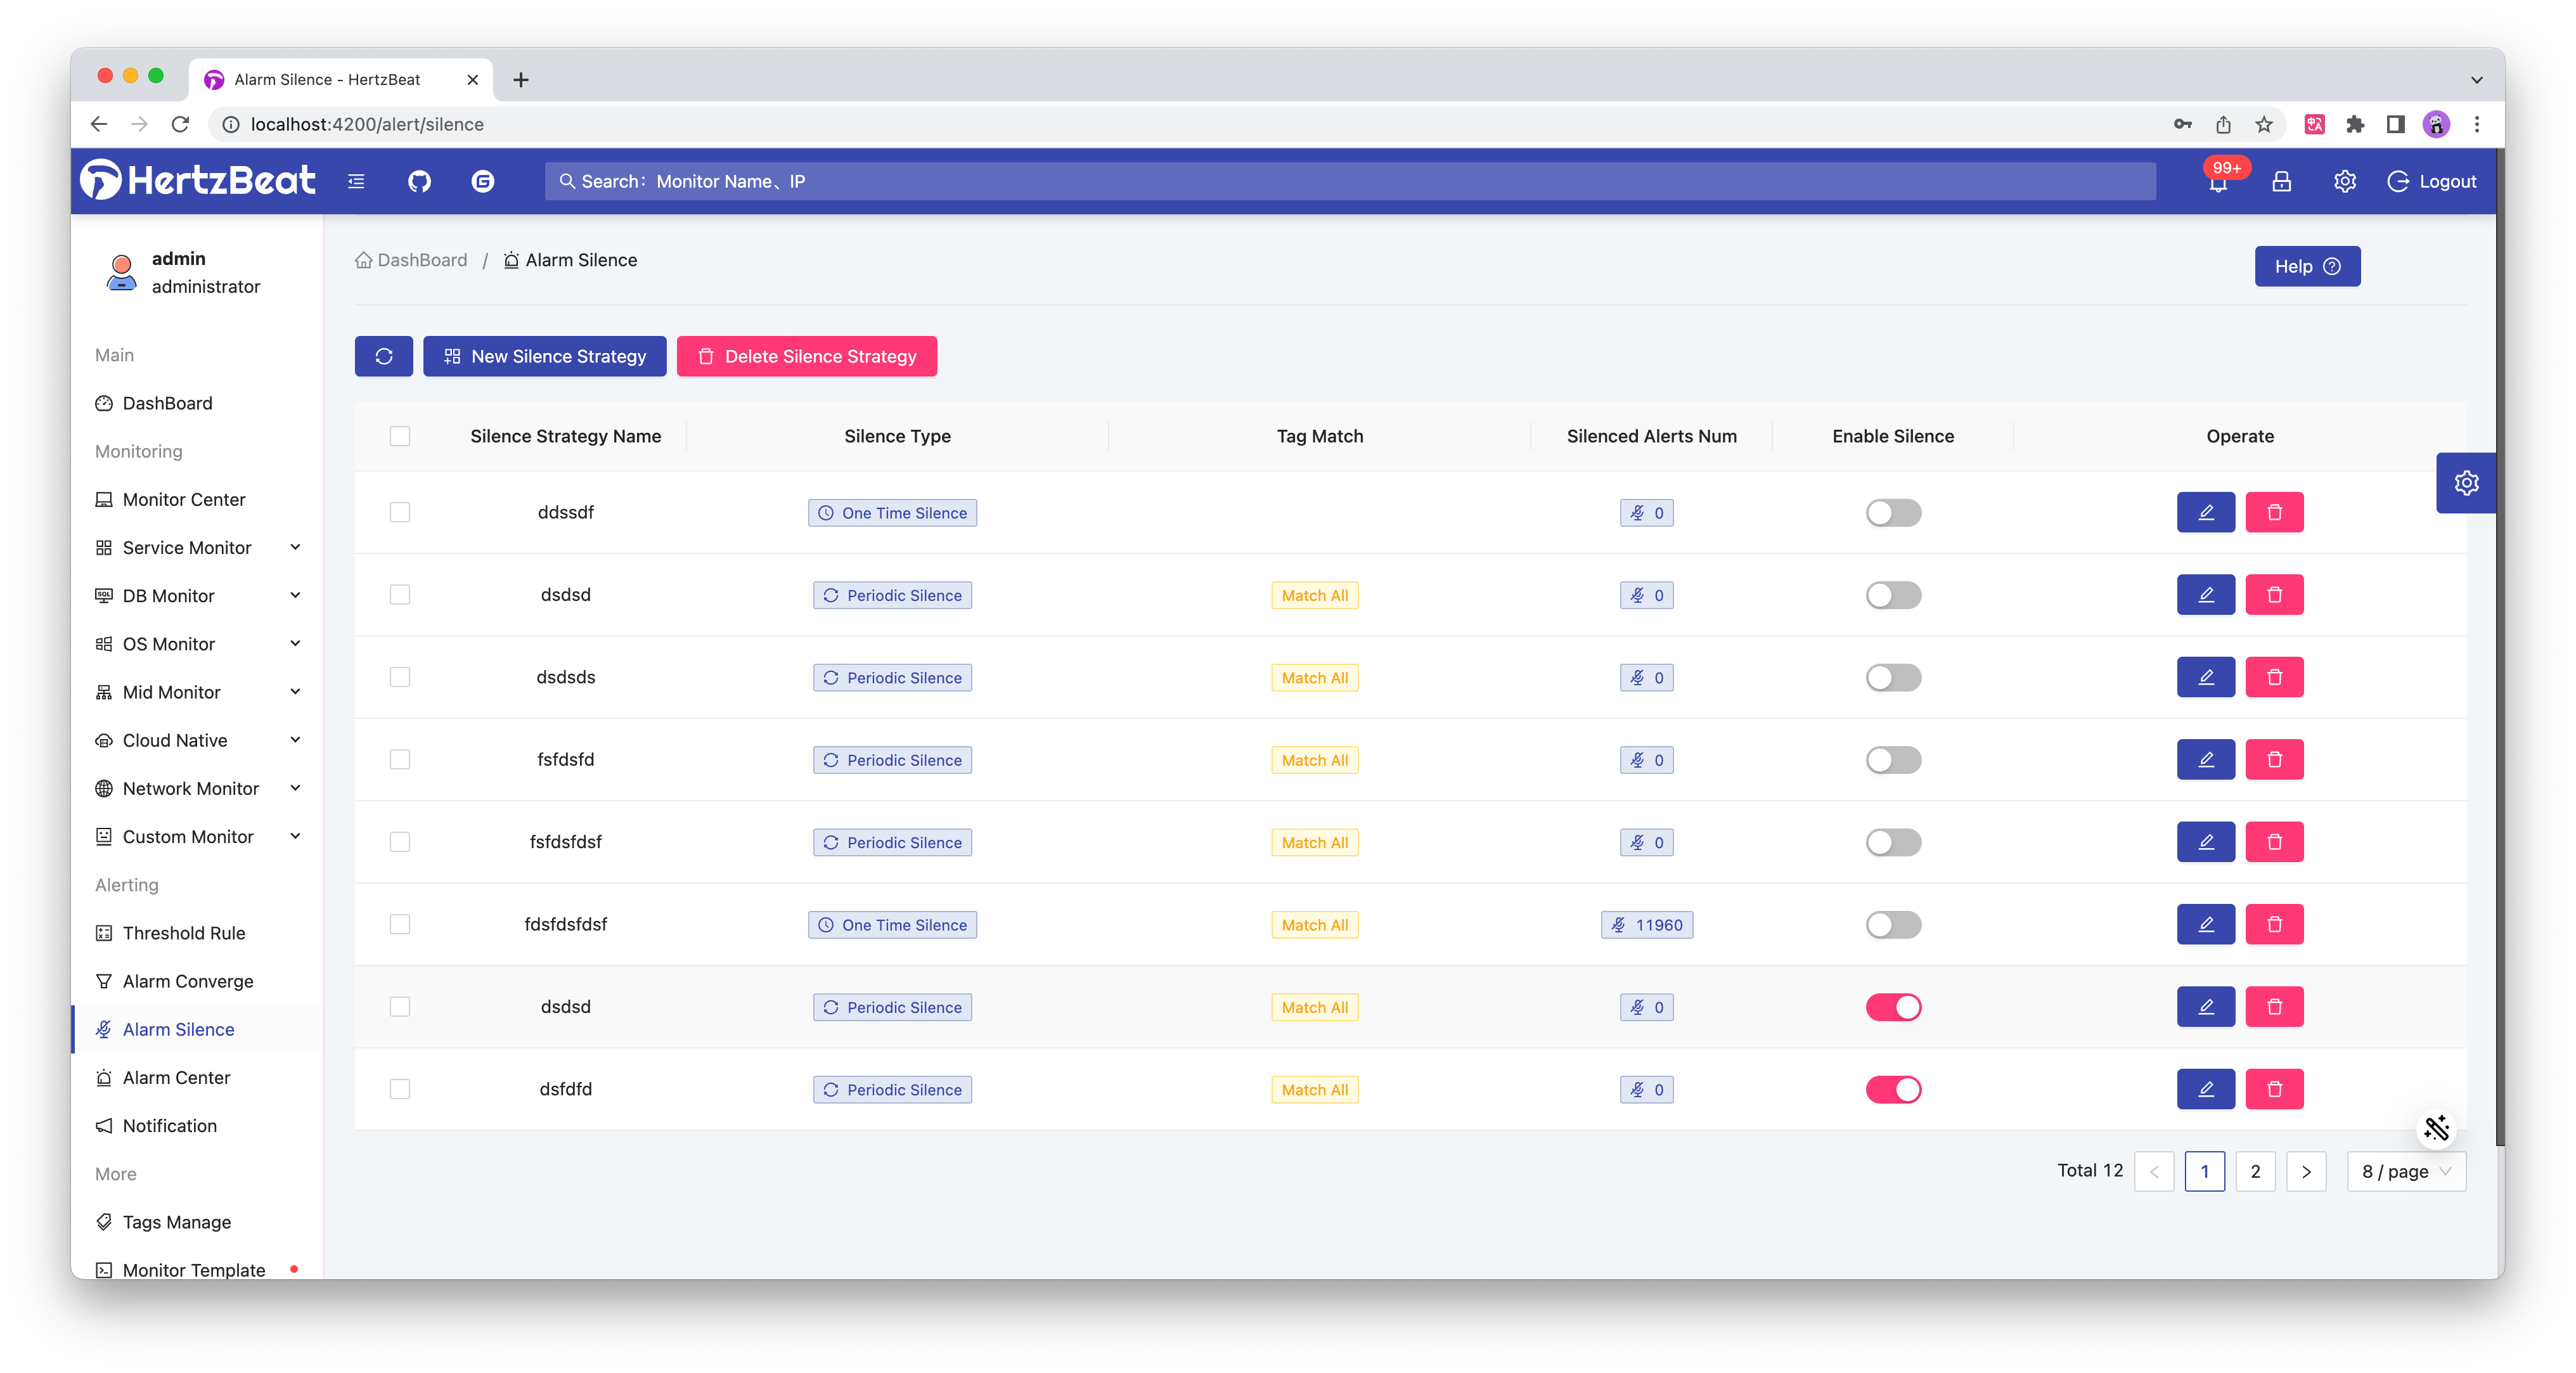 Alarm Silence - HertzBeat
localhost:4200/alert/silence
HertzBeat
Search：Monitor Name、IP
99+
Logout
admin
administrator
DashBoard / Alarm Silence
Help
New Silence Strategy
Delete Silence Strategy
Main
DashBoard
Monitoring
Monitor Center
Service Monitor
DB Monitor
OS Monitor
Mid Monitor
Cloud Native
Network Monitor
Custom Monitor
Alerting
Threshold Rule
Alarm Converge
Alarm Silence
Alarm Center
Notification
More
Tags Manage
Monitor Template
Silence Strategy Name Silence Type Tag Match Silenced Alerts Num Enable Silence Operate
ddssdf One Time Silence 0
dsdsd Periodic Silence Match All 0
dsdsds Periodic Silence Match All 0
fsfdsfd Periodic Silence Match All 0
fsfdsfdsf Periodic Silence Match All 0
fdsfdsfdsf One Time Silence Match All 11960
dsdsd Periodic Silence Match All 0
dsfdfd Periodic Silence Match All 0
Total 12 < 1 2 > 8 / page